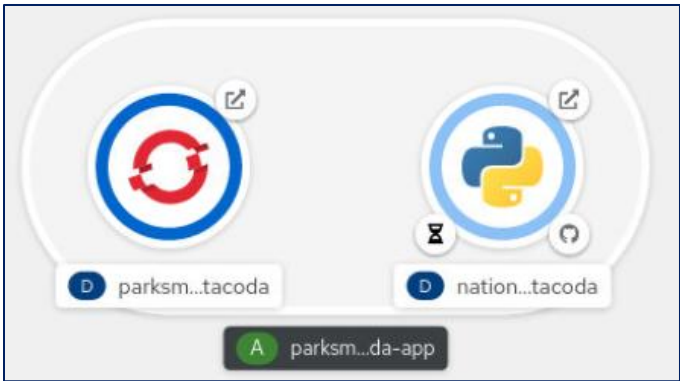 D parksm...tacoda
D nation...tacoda
A parksm...da-app